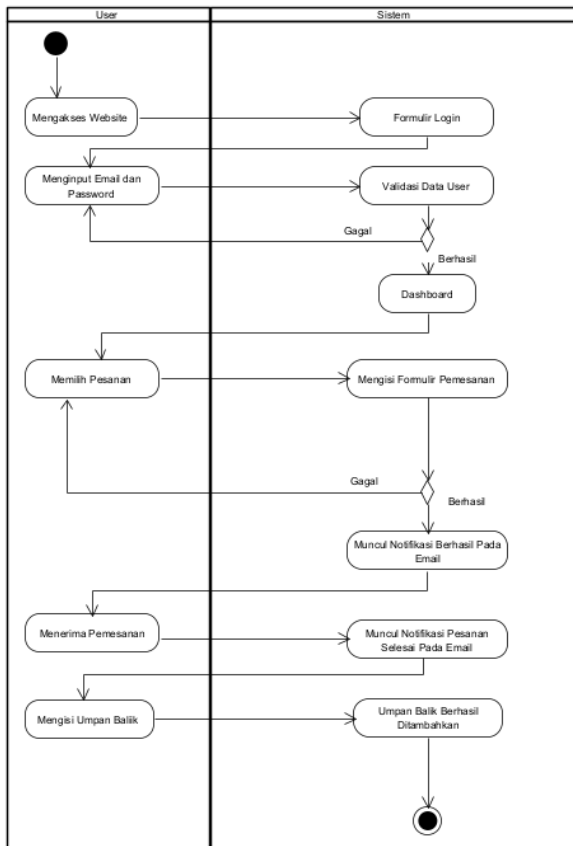 User
Sistem
Mengakses Website
Formulir Login
Menginput Email dan
Password
Validasi Data User
Gagal
Berhasil
Dashboard
Memilih Pesanan
Mengisi Formulir Pemesanan
Gagal
Berhasil
Muncul Notifikasi Berhasil Pada
Email
Menerima Pemesanan
Muncul Notifikasi Pesanan
Selesai Pada Email
Mengisi Umpan Baliik
Umpan Balik Berhasil
Ditambahkan